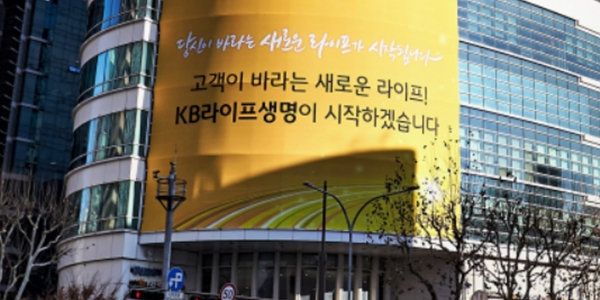 당신이 바라는 새로운 라이프가 시작됩니다
고객이 바라는 새로운 라이프!
KB라이프생명이 시작하겠습니다
P
50